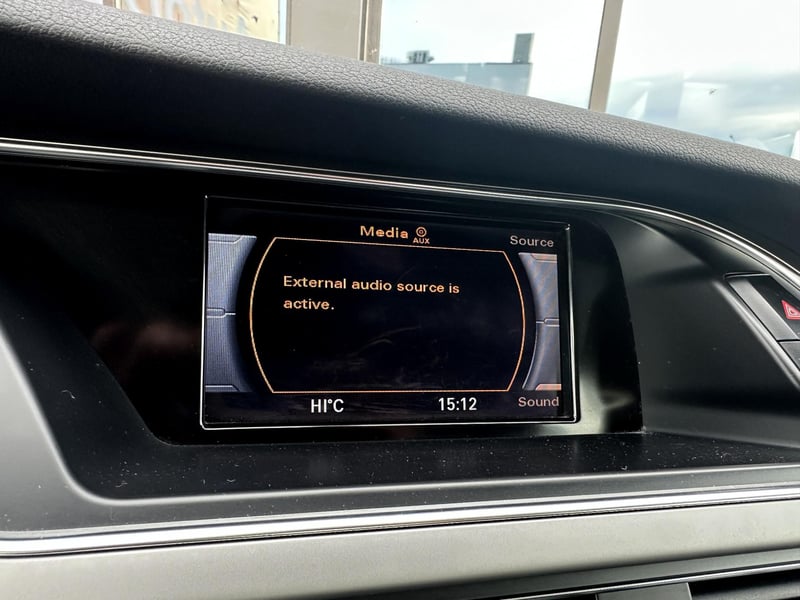 Media
AUX
Source
External audio source is
active.
HI°C
15:12
Sound